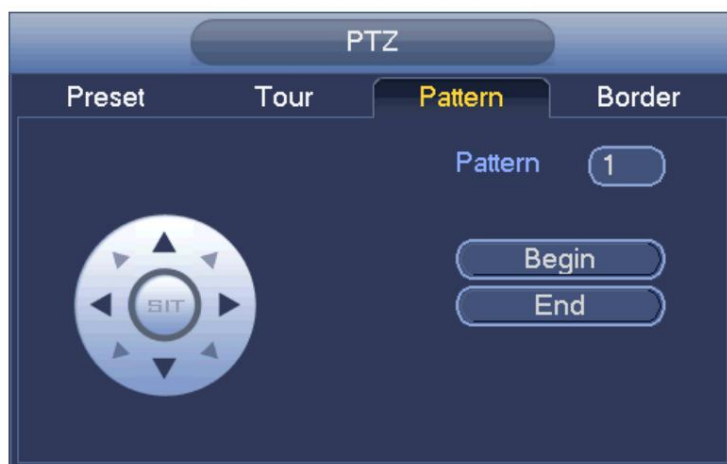 PTZ
Preset Tour Pattern Border
Pattern 1
Begin
SIT
End